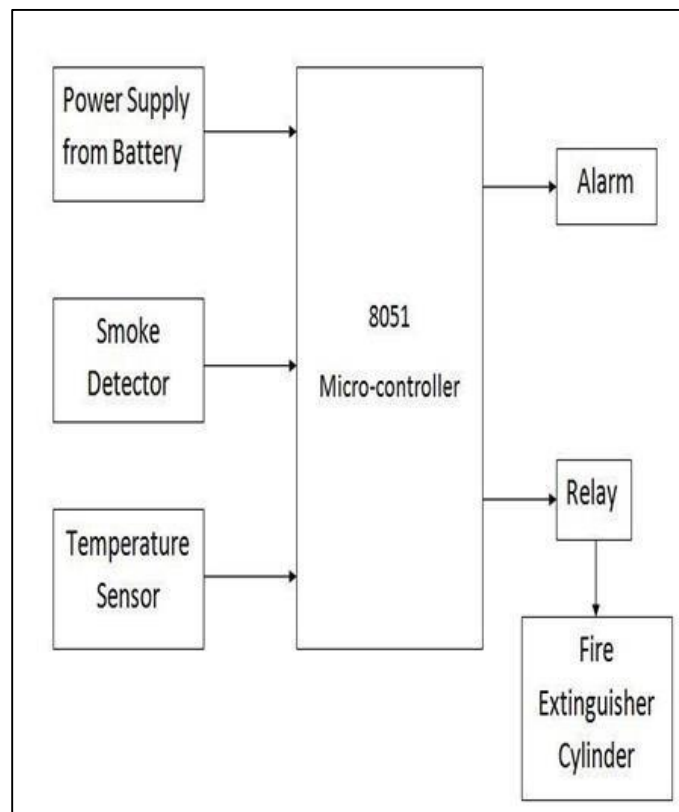 Power Supply
from Battery
Smoke
Detector
Temperature
Sensor
8051
Micro-controller
Alarm
Relay
Fire
Extinguisher
Cylinder